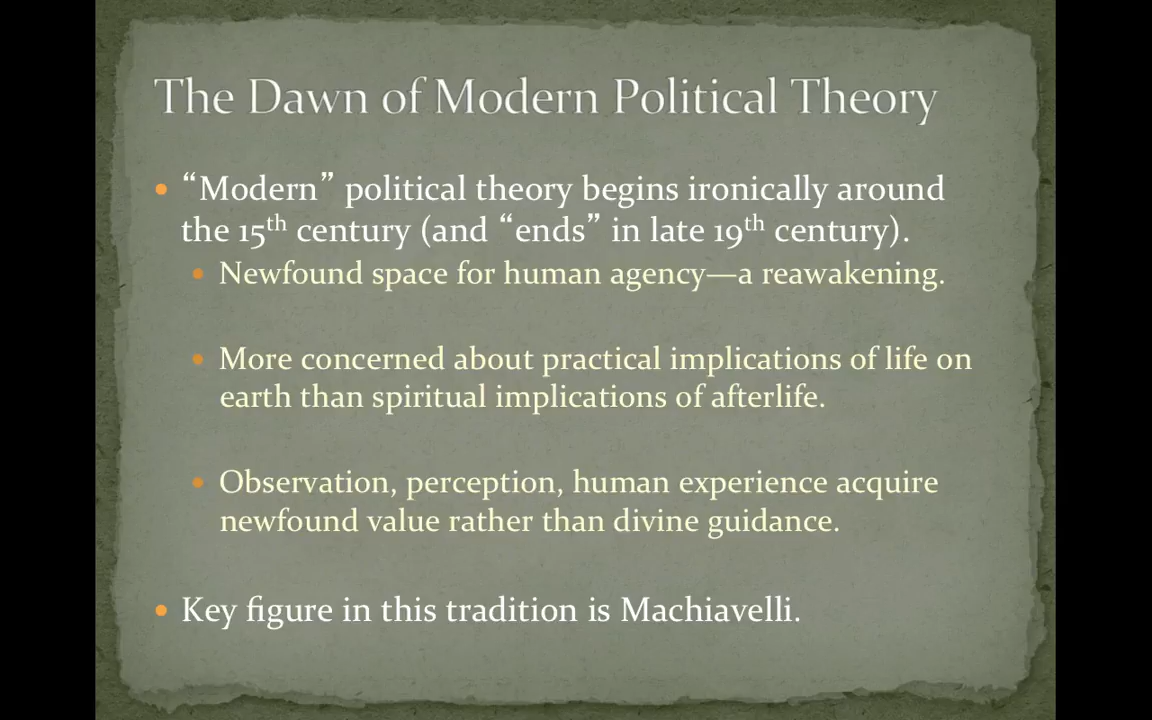 The Dawn of Modern Political Theory
• “Modern” political theory begins ironically around
the 15th century (and “ends” in late 19th century).
• Newfound space for human agency—a reawakening.
• More concerned about practical implications of life on
earth than spiritual implications of afterlife.
• Observation, perception, human experience acquire
newfound value rather than divine guidance.
• Key figure in this tradition is Machiavelli.